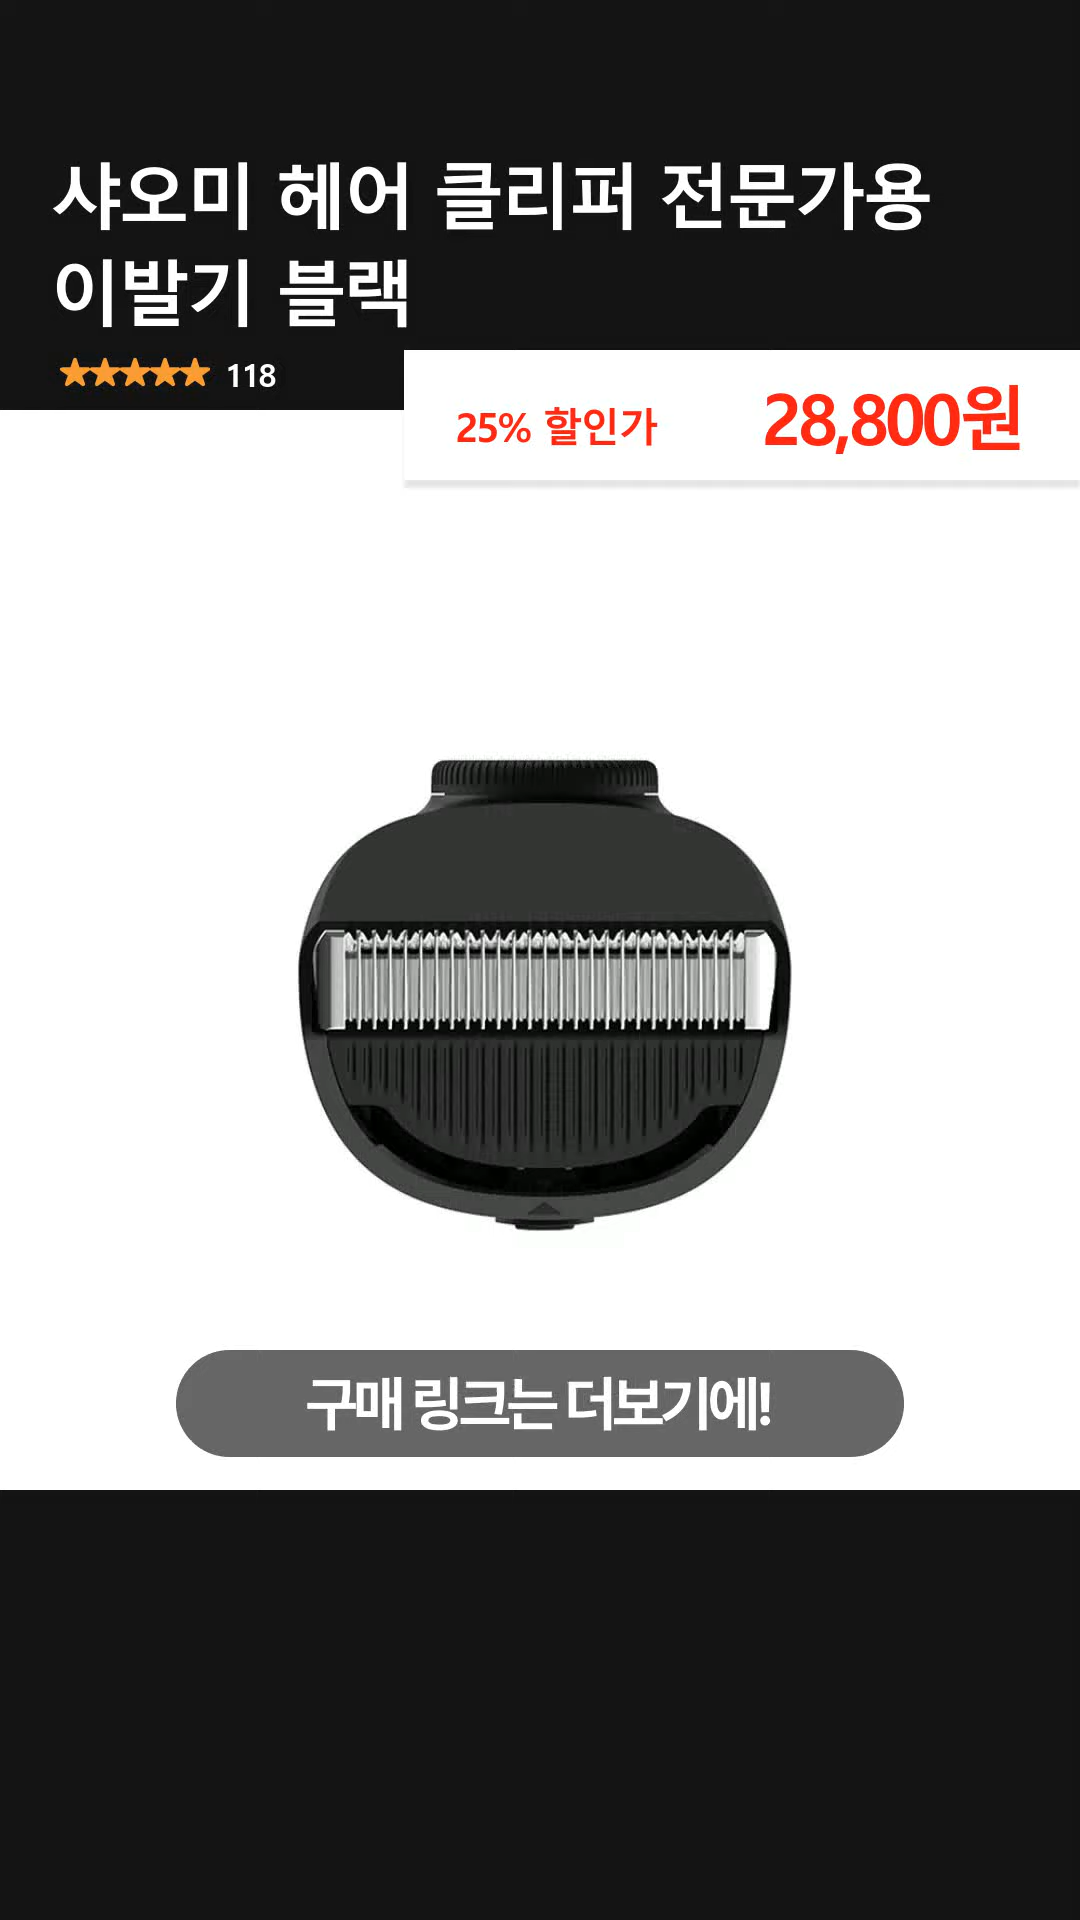 샤오미 헤어 클리퍼 전문가용
이발기 블랙
★★★★★ 118
25% 할인가 28,800원
구매 링크는 더보기에!